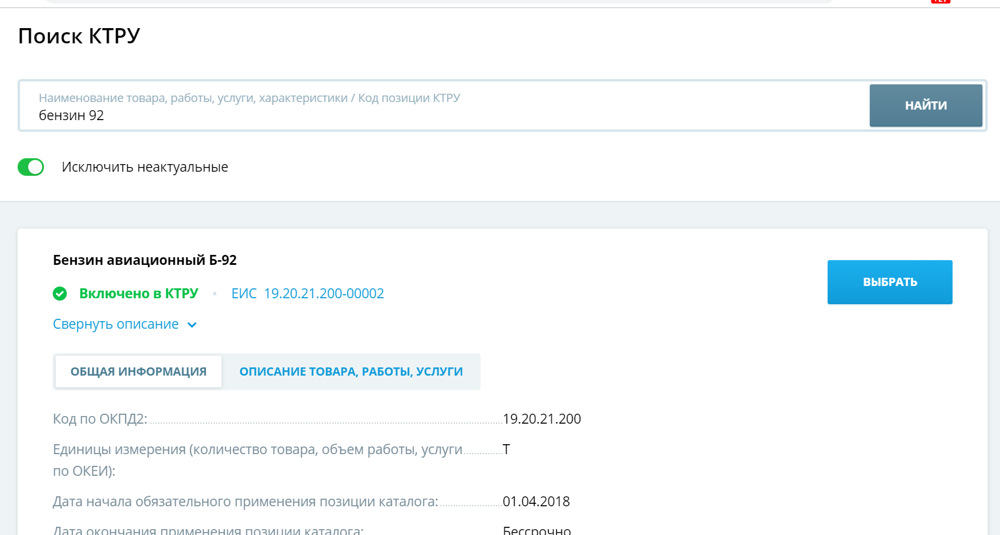 Поиск КТРУ
Наименование товара, работы, услуги, характеристики / Код позиции КТРУ
бензин 92
НАЙТИ
Исключить неактуальные
Бензин авиационный Б-92
ВЫБРАТЬ
Включено в КТРУ • ЕИС 19.20.21.200-00002
Свернуть описание
ОБЩАЯ ИНФОРМАЦИЯ ОПИСАНИЕ ТОВАРА, РАБОТЫ, УСЛУГИ
Код по ОКПД2: 19.20.21.200
Единицы измерения (количество товара, объем работы, услуги Т
по ОКЕИ):
Дата начала обязательного применения позиции каталога: 01.04.2018
Дата окончания применения позиции каталога: Бессрочно